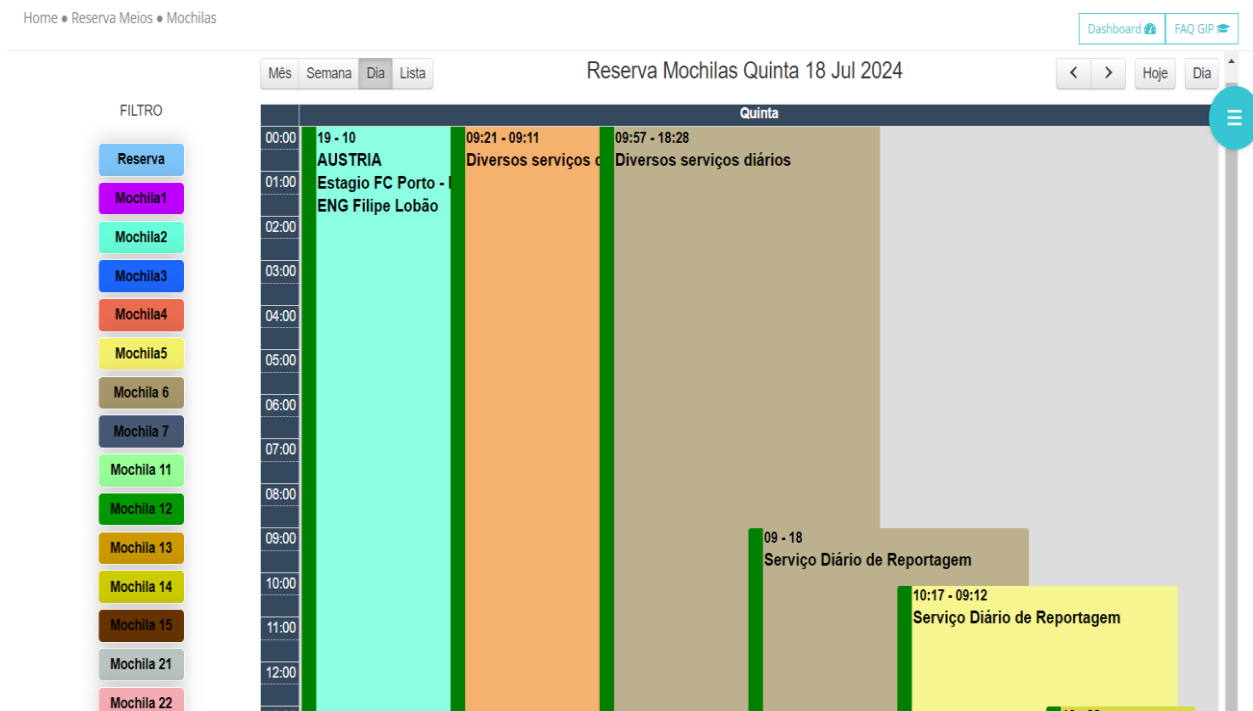 Home ● Reserva Meios ● Mochilas
Dashboard
FAQ GIP
Mês Semana Dia Lista
Reserva Mochilas Quinta 18 Jul 2024
Hoje
Dia
FILTRO
Reserva
Mochila1
Mochila2
Mochila3
Mochila4
Mochila5
Mochila 6
Mochila 7
Mochila 11
Mochila 12
Mochila 13
Mochila 14
Mochila 15
Mochila 21
Mochila 22
Quinta
00:00
01:00
02:00
03:00
04:00
05:00
06:00
07:00
08:00
09:00
10:00
11:00
12:00
19 - 10
AUSTRIA
Estagio FC Porto -
ENG Filipe Lobão
09:21 - 09:11
Diversos serviços
09:57 - 18:28
Diversos serviços diários
09 - 18
Serviço Diário de Reportagem
10:17 - 09:12
Serviço Diário de Reportagem